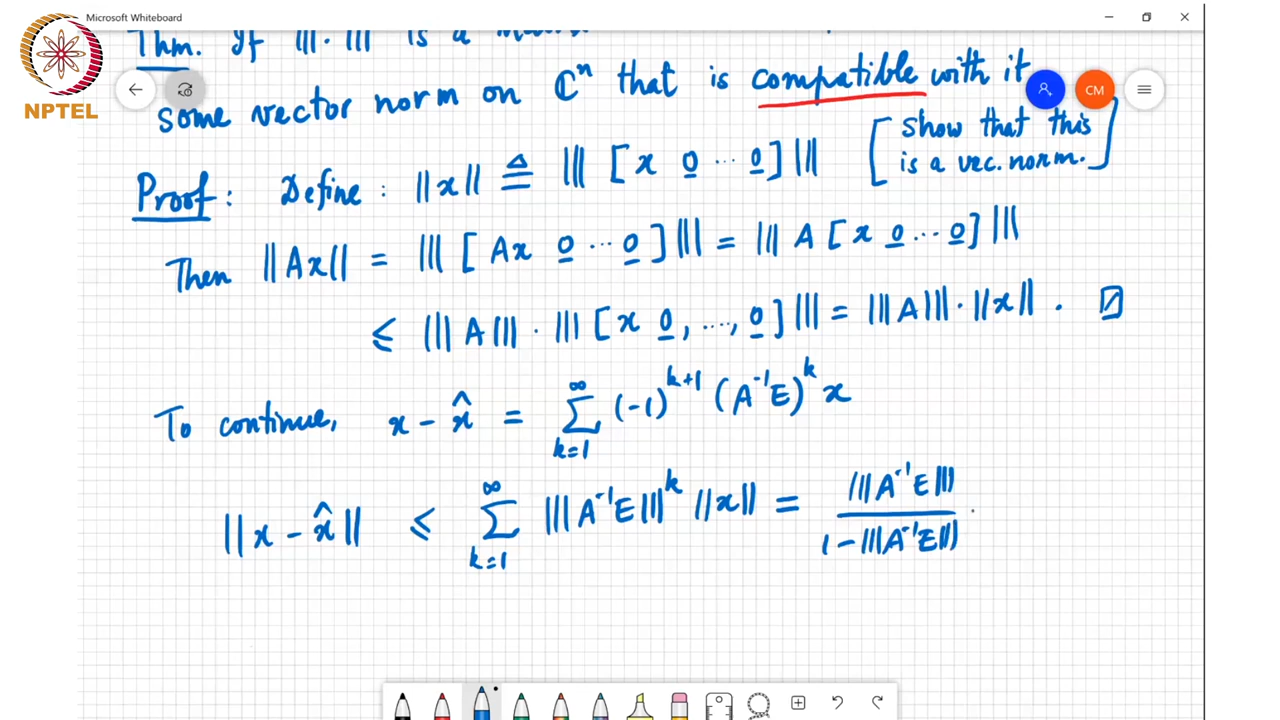 Microsoft Whiteboard
NPTEL
CM
Thm. If |||·||| is a
some vector norm on ℂⁿ that is compatible with it
Proof : Define : ||x|| ≜ ||| [ x 0 ··· 0 ] ||| [ show that this
is a vec. norm. ]
Then ||Ax|| = ||| [ Ax 0 ··· 0 ] ||| = ||| A [ x 0 ··· 0 ] |||
≤ ||| A ||| · ||| [ x 0, ..., 0 ] ||| = ||| A ||| · ||x|| .
To continue, x - x̂ = ∑_{k=1}^{∞} (-1)^{k+1} (A⁻¹E)^k x
||x - x̂|| ≤ ∑_{k=1}^{∞} |||A⁻¹E|||^k ||x|| = |||A⁻¹E||| / (1 - |||A⁻¹E|||)